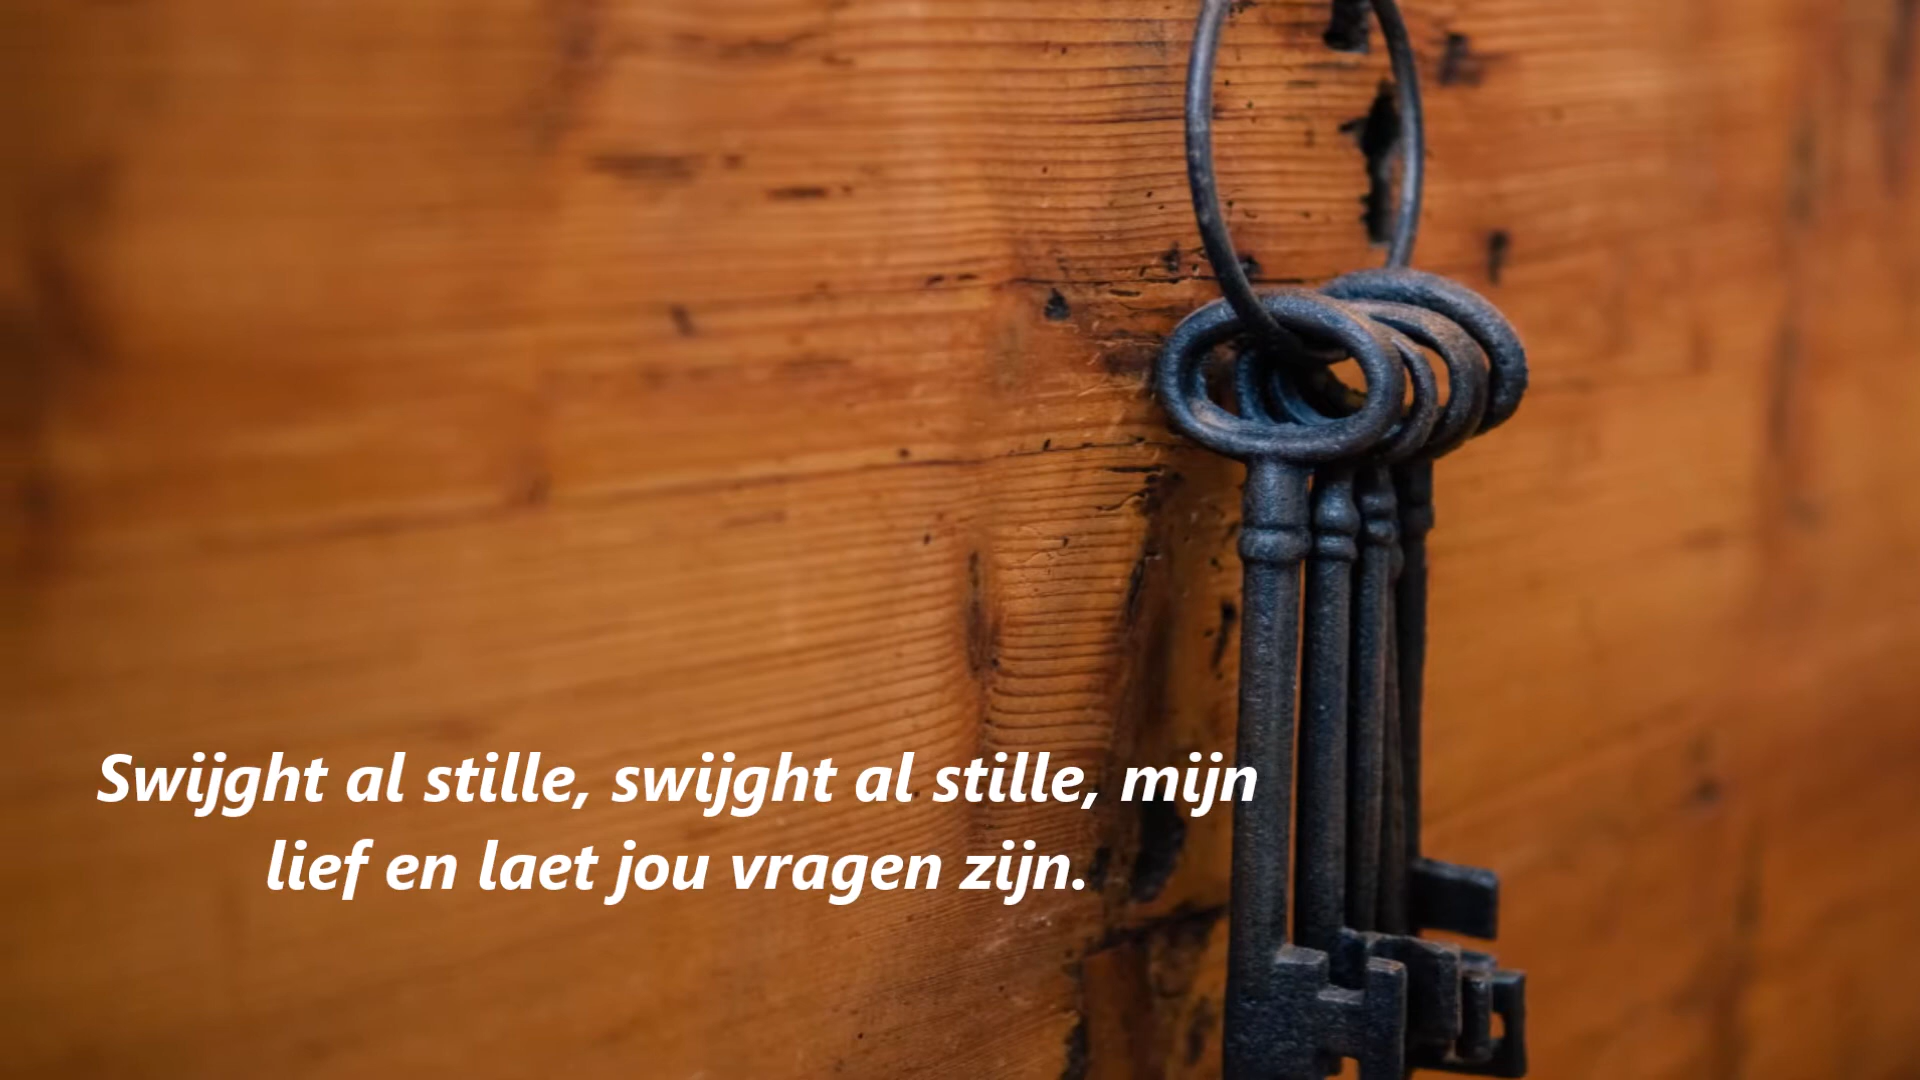 Swijght al stille, swijght al stille, mijn
lief en laet jou vragen zijn.